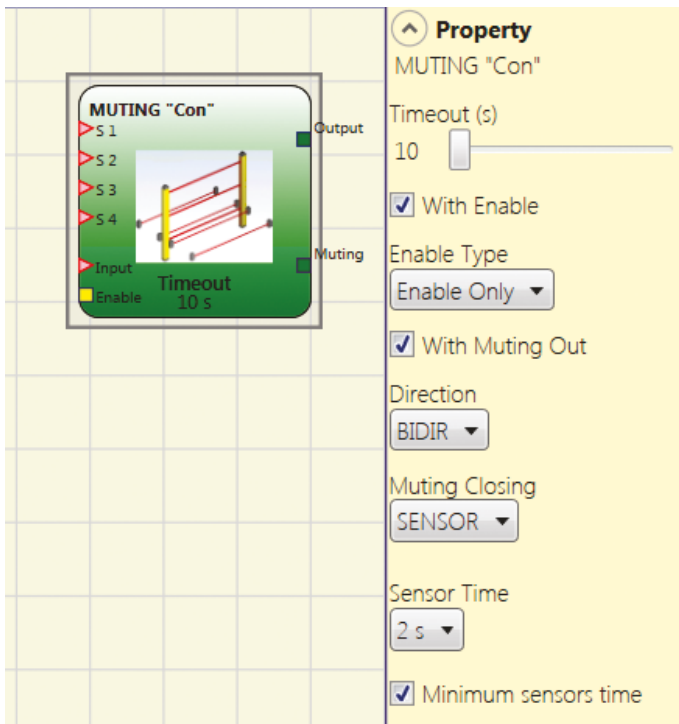 MUTING "Con"
S 1
S 2
S 3
S 4
Input
Enable
Output
Muting
Timeout
10 s
Property
MUTING "Con"
Timeout (s)
10
With Enable
Enable Type
Enable Only
With Muting Out
Direction
BIDIR
Muting Closing
SENSOR
Sensor Time
2 s
Minimum sensors time